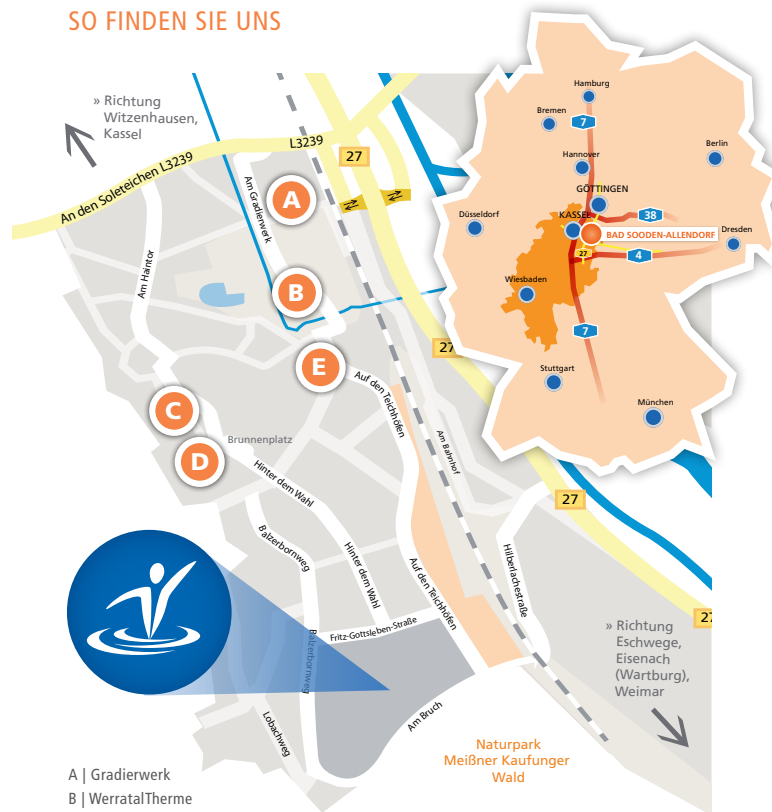 SO FINDEN SIE UNS
» Richtung
Witzenhausen,
Kassel
An den Soleteichen L3239
L3239
27
Am Gradierwerk
Am Haintor
A
B
E
C
D
Brunnenplatz
Auf den Teichhöfen
Am Bahnhof
27
27
27
Hinter dem Wahl
Hinter dem Wahl
Balzerbornweg
Balzerbornweg
Fritz-Gottsleben-Straße
Auf den Teichhöfen
Hilberlachestraße
Lobachweg
Am Bruch
» Richtung
Eschwege,
Eisenach
(Wartburg),
Weimar
Naturpark
Meißner Kaufunger
Wald
Hamburg
Bremen
7
Berlin
Hannover
GÖTTINGEN
38
Düsseldorf
KASSEL
BAD SOODEN-ALLENDORF
Dresden
27
4
Wiesbaden
7
Stuttgart
München
A | Gradierwerk
B | WerratalTherme